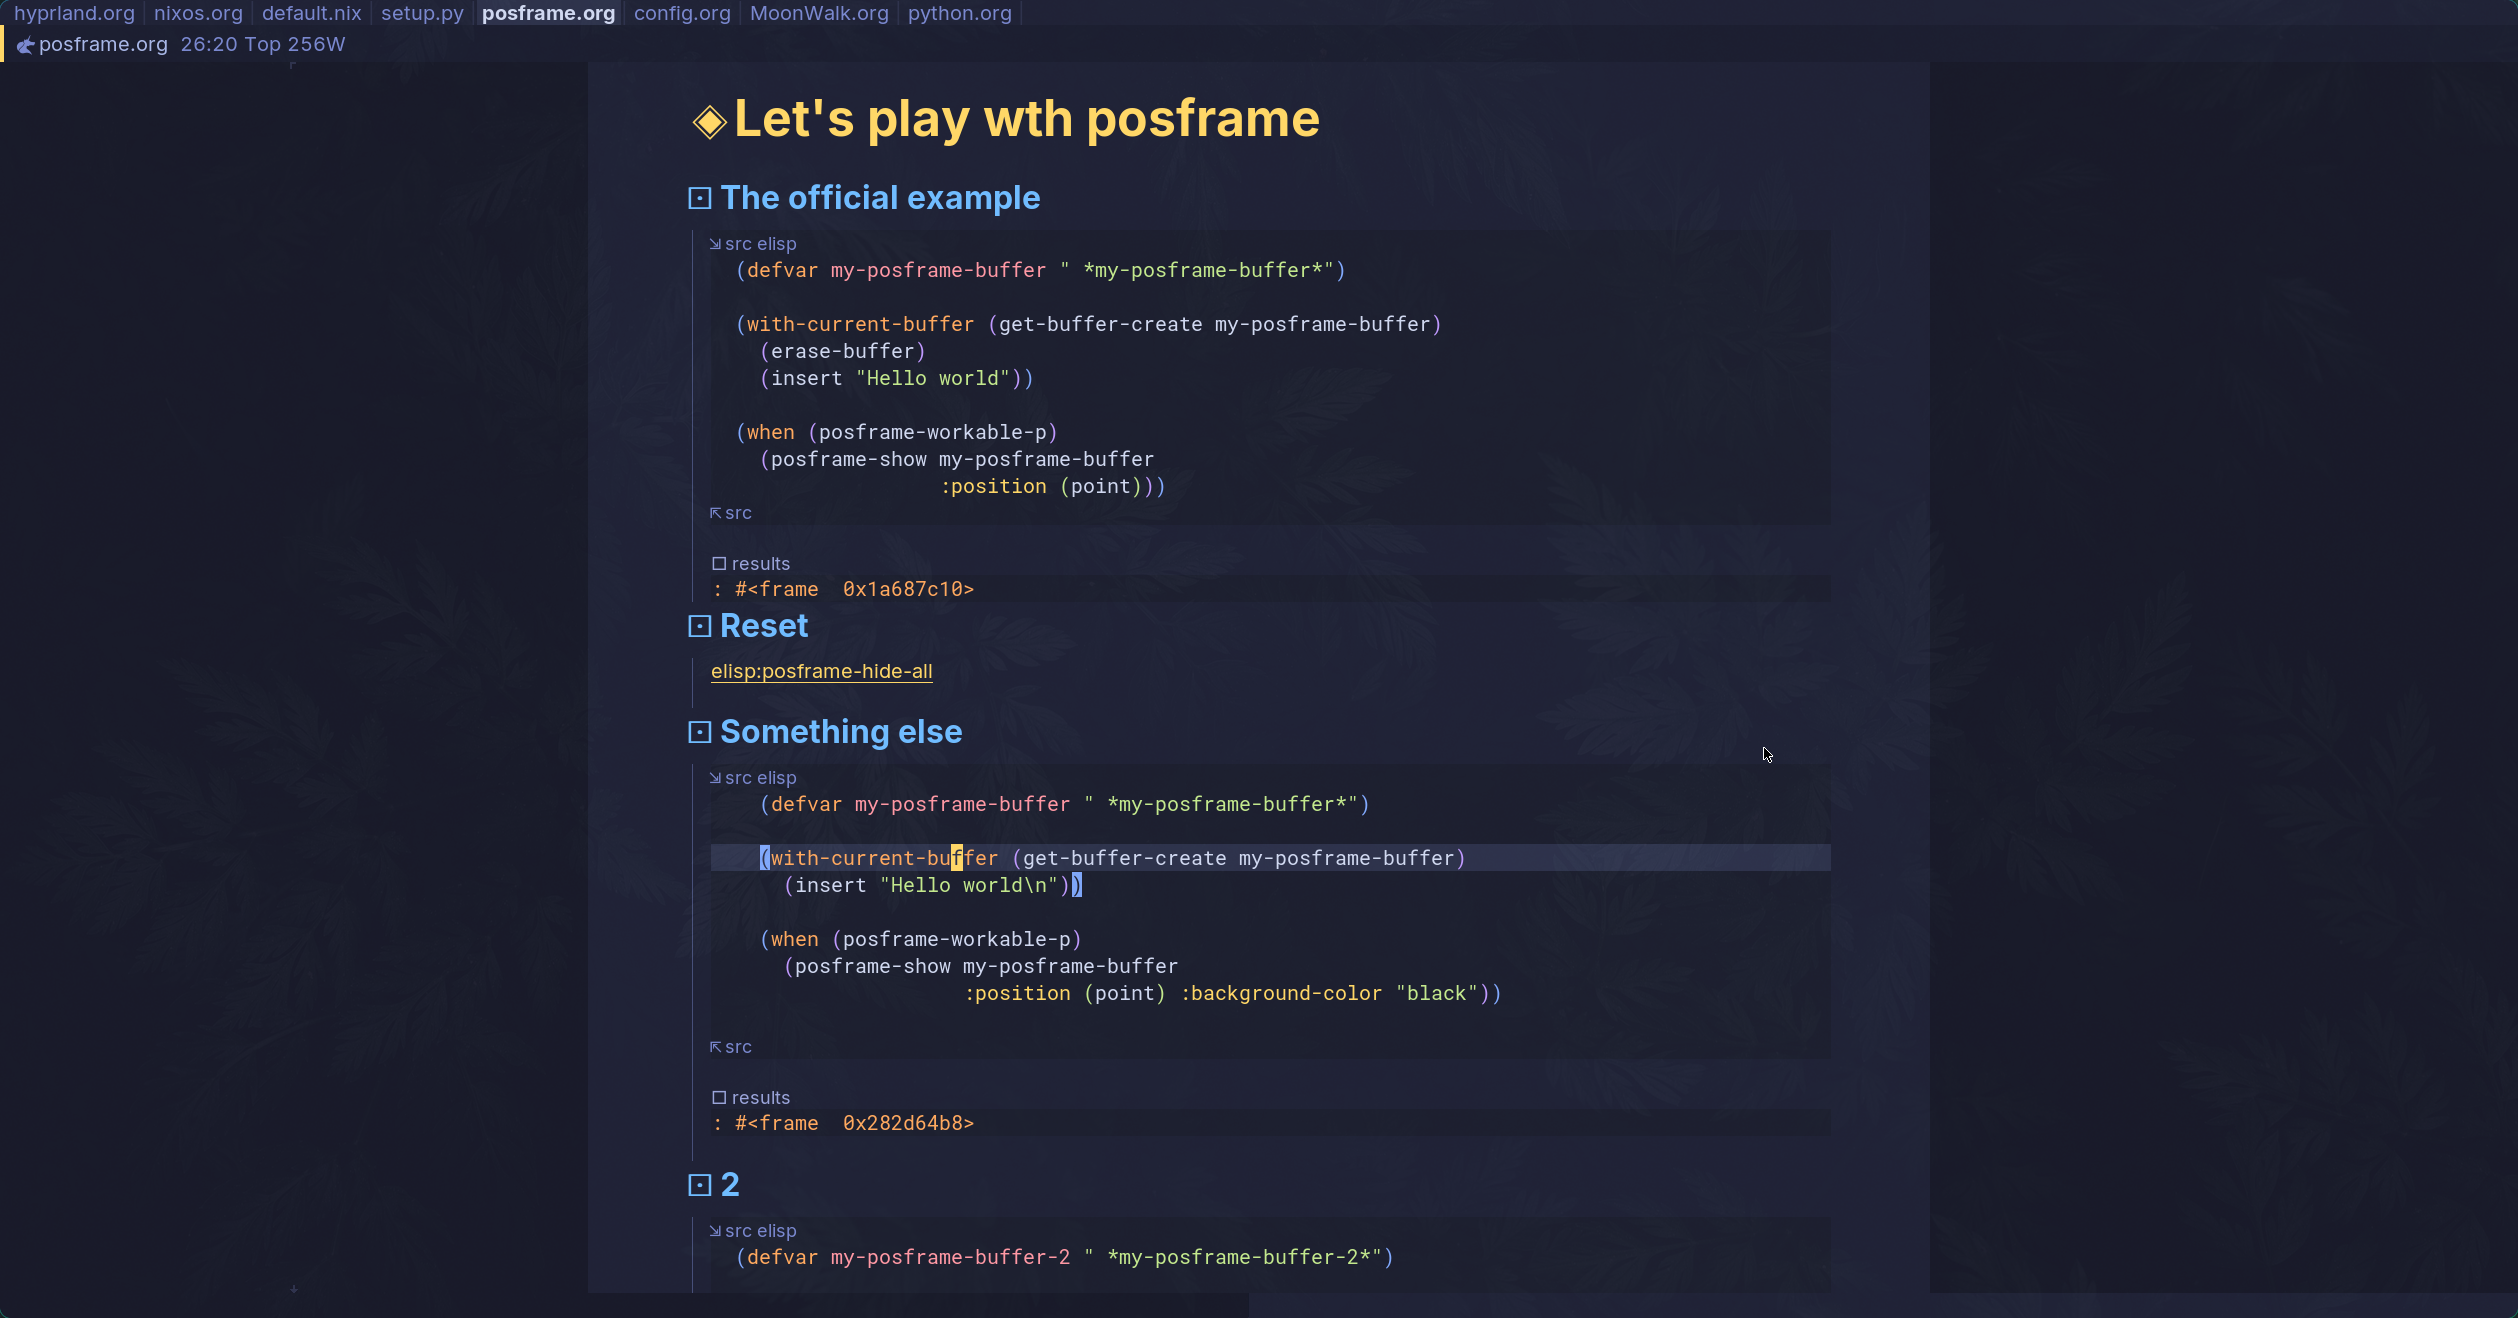 hyprland.org nixos.org default.nix setup.py posframe.org config.org MoonWalk.org python.org
posframe.org 26:20 Top 256W
Let's play wth posframe
The official example
src elisp
(defvar my-posframe-buffer " *my-posframe-buffer*")
(with-current-buffer (get-buffer-create my-posframe-buffer)
(erase-buffer)
(insert "Hello world"))
(when (posframe-workable-p)
(posframe-show my-posframe-buffer
:position (point)))
src
results
: #<frame  0x1a687c10>
Reset
elisp:posframe-hide-all
Something else
src elisp
(defvar my-posframe-buffer " *my-posframe-buffer*")
(with-current-buffer (get-buffer-create my-posframe-buffer)
(insert "Hello world\n"))
(when (posframe-workable-p)
(posframe-show my-posframe-buffer
:position (point) :background-color "black"))
src
results
: #<frame  0x282d64b8>
2
src elisp
(defvar my-posframe-buffer-2 " *my-posframe-buffer-2*")